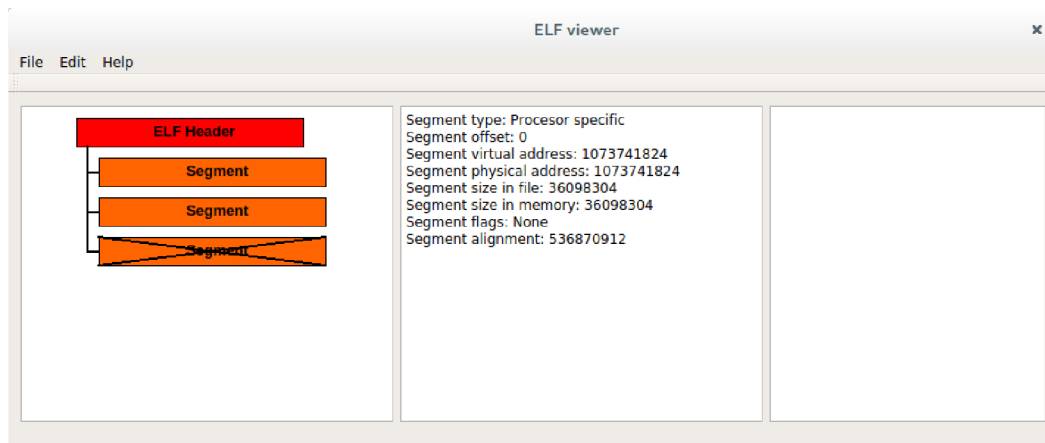 ELF viewer
File Edit Help
ELF Header
Segment
Segment
Segment
Segment type: Procesor specific
Segment offset: 0
Segment virtual address: 1073741824
Segment physical address: 1073741824
Segment size in file: 36098304
Segment size in memory: 36098304
Segment flags: None
Segment alignment: 536870912